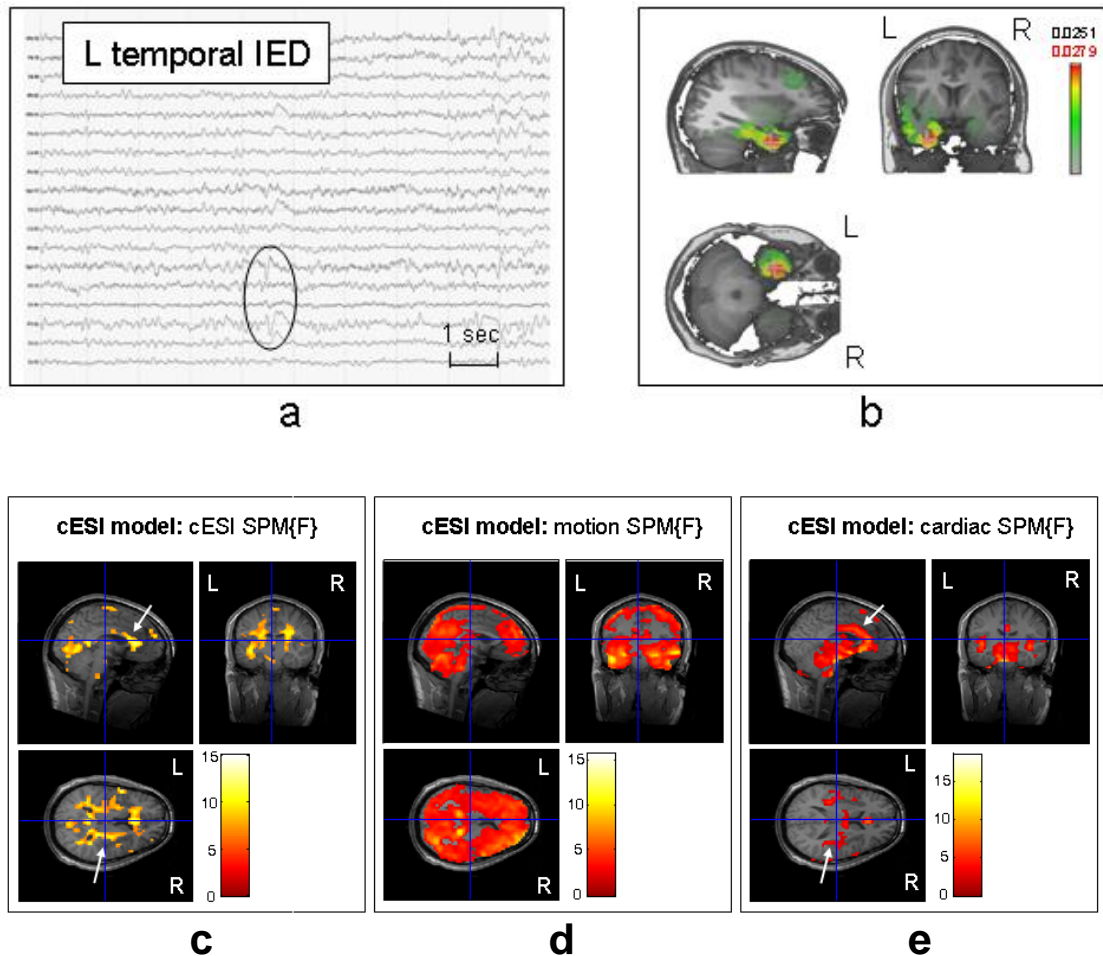 L temporal IED
1 sec
a
L R
0.0251
0.0279
L
R
b
cESI model: cESI SPM{F}
L R
L
R
15
10
5
0
c
cESI model: motion SPM{F}
L R
L
R
15
10
5
0
d
cESI model: cardiac SPM{F}
L R
L
R
15
10
5
0
e